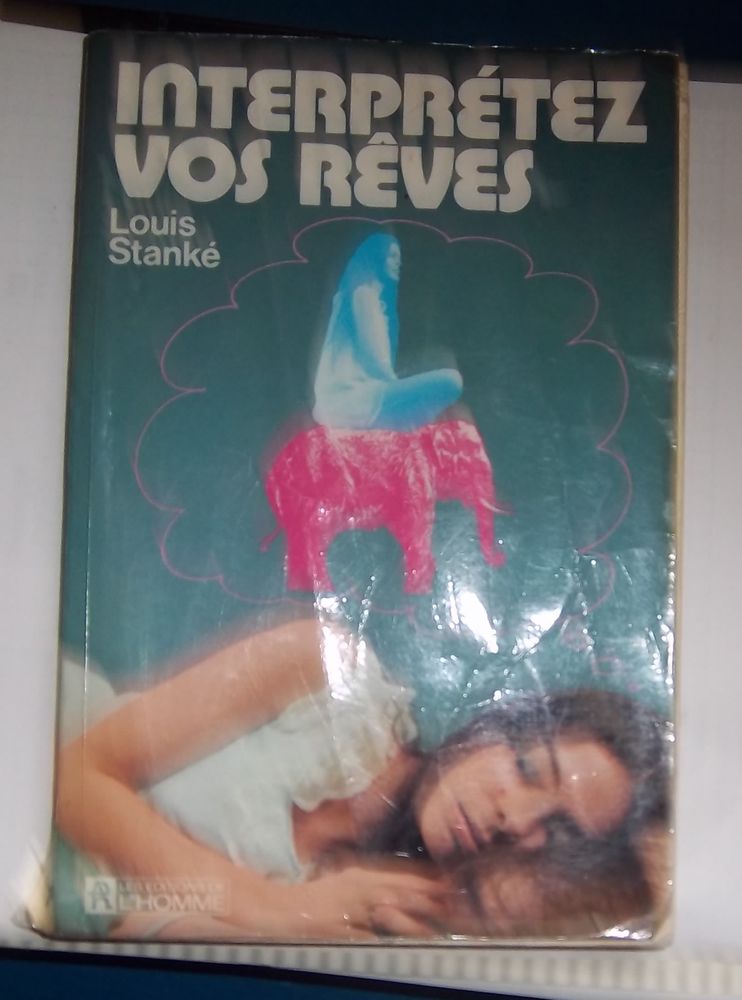 INTERPRÉTEZ
VOS RÊVES
Louis
Stanké
LES ÉDITIONS DE
L'HOMME